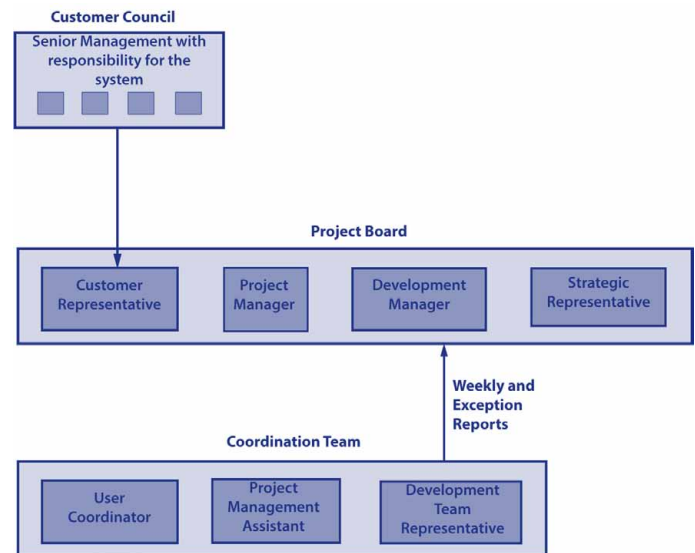 Customer Council
Senior Management with
responsibility for the
system
Project Board
Customer
Representative
Project
Manager
Development
Manager
Strategic
Representative
Weekly and
Exception
Reports
Coordination Team
User
Coordinator
Project
Management
Assistant
Development
Team
Representative